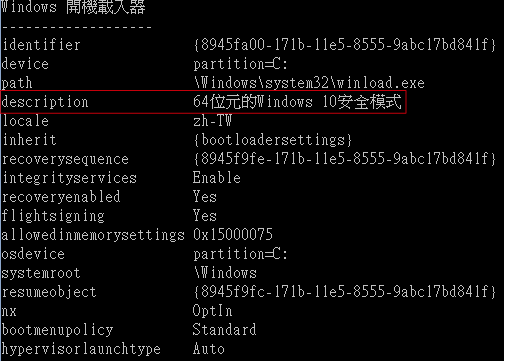 Windows 開機載入器
-------------------
identifier              {8945fa00-171b-11e5-8555-9abc17bd841f}
device                  partition=C:
path                    \Windows\system32\winload.exe
description             64位元的Windows 10安全模式
locale                  zh-TW
inherit                 {bootloadersettings}
recoverysequence        {8945f9fe-171b-11e5-8555-9abc17bd841f}
integrityservices       Enable
recoveryenabled         Yes
flightsigning           Yes
allowedinmemorysettings 0x15000075
osdevice                partition=C:
systemroot              \Windows
resumeobject            {8945f9fc-171b-11e5-8555-9abc17bd841f}
nx                      OptIn
bootmenupolicy          Standard
hypervisorlaunchtype    Auto